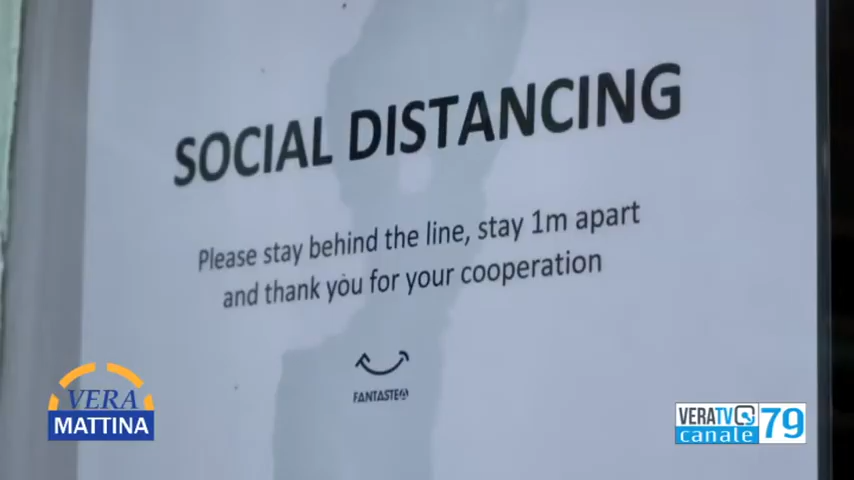 SOCIAL DISTANCING
Please stay behind the line, stay 1m apart
and thank you for your cooperation
VERA
MATTINA
VERATV
canale
79